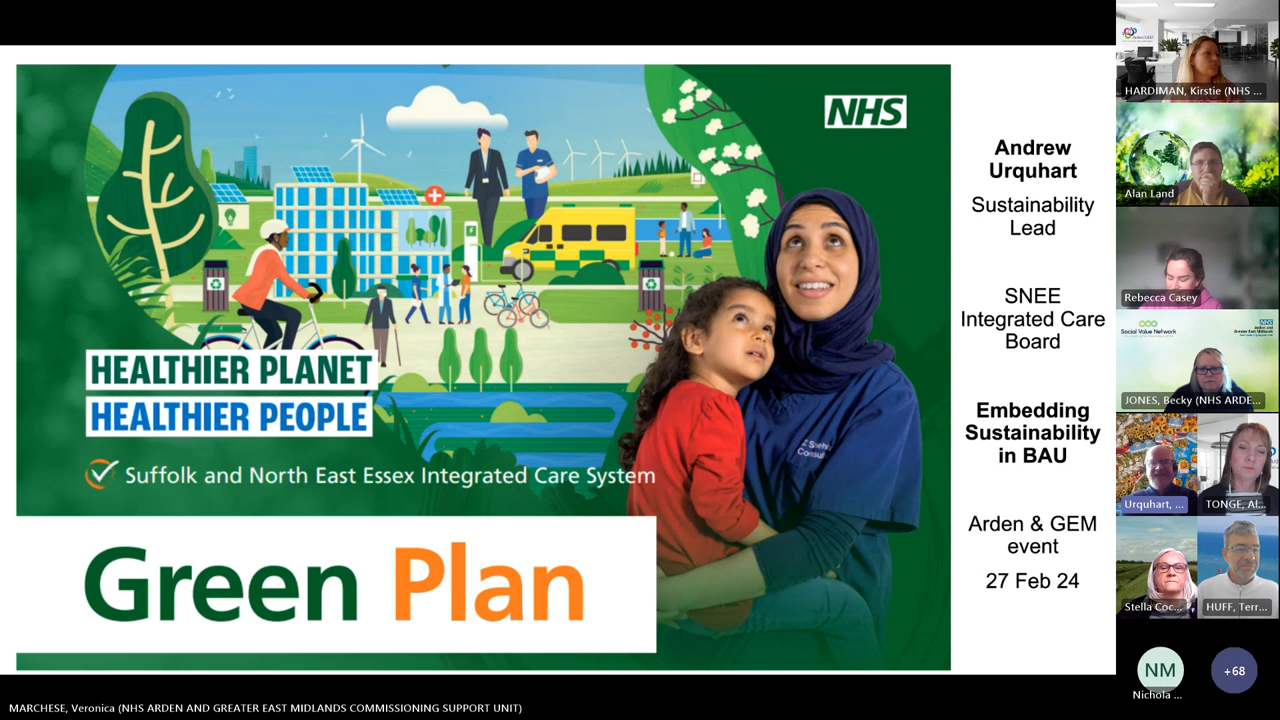 NHS
HEALTHIER PLANET
HEALTHIER PEOPLE
Suffolk and North East Essex Integrated Care System
Green Plan
Andrew
Urquhart
Sustainability
Lead
SNEE
Integrated Care
Board
Embedding
Sustainability
in BAU
Arden & GEM
event
27 Feb 24
HARDIMAN, Kirstie (NHS ...
Alan Land
Rebecca Casey
Social Value Network
NHS
JONES, Becky (NHS ARDE...
Urquhart, ...
TONGE, Al...
Stella Coc...
HUFF, Terr...
NM
Nichola ...
+68
MARCHESE, Veronica (NHS ARDEN AND GREATER EAST MIDLANDS COMMISSIONING SUPPORT UNIT)